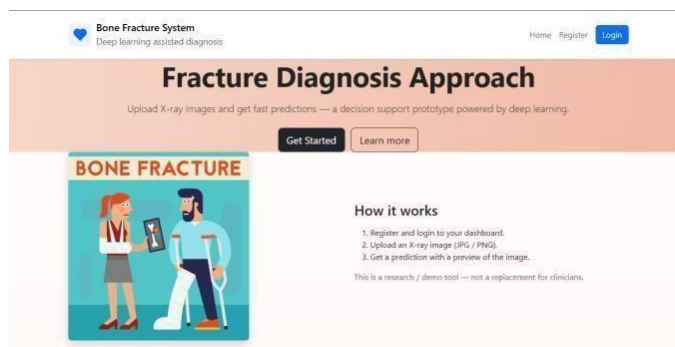 Bone Fracture System
Deep learning assisted diagnosis
Home Register Login
Fracture Diagnosis Approach
Upload X-ray images and get fast predictions — a decision support prototype powered by deep learning.
Get Started Learn more
BONE FRACTURE
How it works
1. Register and login to your dashboard.
2. Upload an X-ray image (JPG / PNG).
3. Get a prediction with a preview of the image.
This is a research / demo tool — not a replacement for clinicians.